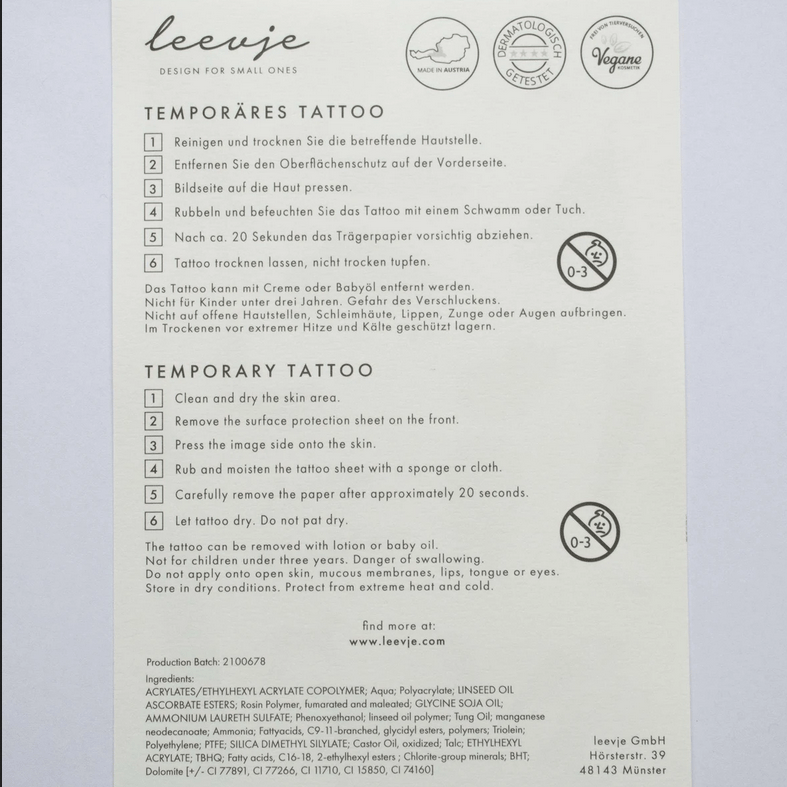 leevje
DESIGN FOR SMALL ONES
MADE IN AUSTRIA
DERMATOLOGISCH
GETESTET
FREI VON TIERVERSUCHEN
Vegane
KOSMETIK
TEMPORÄRES TATTOO
1 Reinigen und trocknen Sie die betreffende Hautstelle.
2 Entfernen Sie den Oberflächenschutz auf der Vorderseite.
3 Bildseite auf die Haut pressen.
4 Rubbeln und befeuchten Sie das Tattoo mit einem Schwamm oder Tuch.
5 Nach ca. 20 Sekunden das Trägerpapier vorsichtig abziehen.
6 Tattoo trocknen lassen, nicht trocken tupfen.
0-3
Das Tattoo kann mit Creme oder Babyöl entfernt werden.
Nicht für Kinder unter drei Jahren. Gefahr des Verschluckens.
Nicht auf offene Hautstellen, Schleimhäute, Lippen, Zunge oder Augen aufbringen.
Im Trockenen vor extremer Hitze und Kälte geschützt lagern.
TEMPORARY TATTOO
1 Clean and dry the skin area.
2 Remove the surface protection sheet on the front.
3 Press the image side onto the skin.
4 Rub and moisten the tattoo sheet with a sponge or cloth.
5 Carefully remove the paper after approximately 20 seconds.
6 Let tattoo dry. Do not pat dry.
0-3
The tattoo can be removed with lotion or baby oil.
Not for children under three years. Danger of swallowing.
Do not apply onto open skin, mucous membranes, lips, tongue or eyes.
Store in dry conditions. Protect from extreme heat and cold.
find more at:
www.leevje.com
Production Batch: 2100678
Ingredients:
ACRYLATES/ETHYLHEXYL ACRYLATE COPOLYMER; Aqua; Polyacrylate; LINSEED OIL
ASCORBATE ESTERS; Rosin Polymer, fumarated and maleated; GLYCINE SOJA OIL;
AMMONIUM LAURETH SULFATE; Phenoxyethanol; linseed oil polymer; Tung Oil; manganese
neodecanoate; Ammonia; Fattyacids, C9-11-branched, glycidyl esters, polymers; Triolein;
Polyethylene; PTFE; SILICA DIMETHYL SILYLATE; Castor Oil, oxidized; Talc; ETHYLHEXYL
ACRYLATE; TBHQ; Fatty acids, C16-18, 2-ethylhexyl esters ; Chlorite-group minerals; BHT;
Dolomite [+/- CI 77891, CI 77266, CI 11710, CI 15850, CI 74160]
leevje GmbH
Hörsterstr. 39
48143 Münster